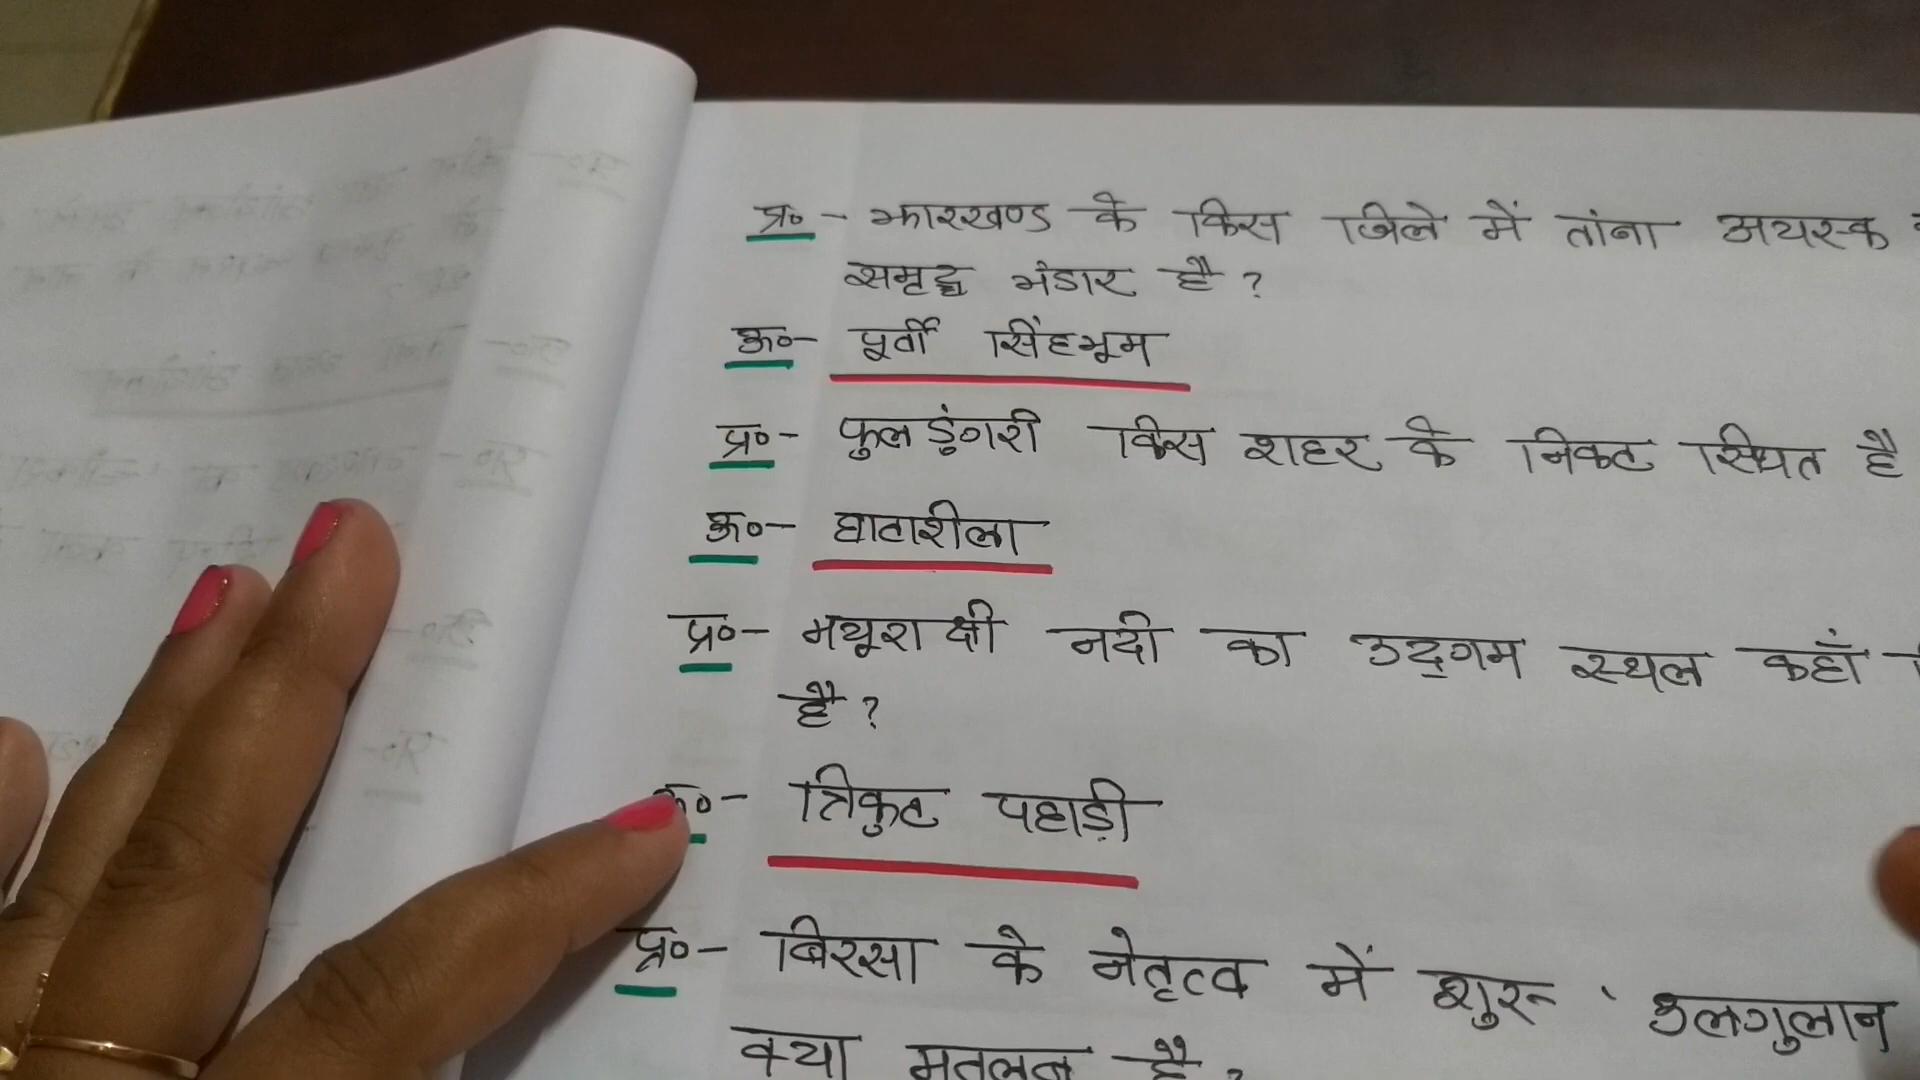 प्र०- झारखण्ड के किस जिले में तांबा अयस्क
समृद्ध भंडार है ?
उ०- पूर्वी सिंहभूम
प्र०- फुलडुंगरी किस शहर के निकट स्थित है
उ०- घाटाशीला
प्र०- मयूराक्षी नदी का उद्गम स्थल कहाँ
है ?
उ०- त्रिकुट पहाड़ी
प्र०- बिरसा के नेतृत्व में शुरू ' उलगुलान
क्या मतलब है ?